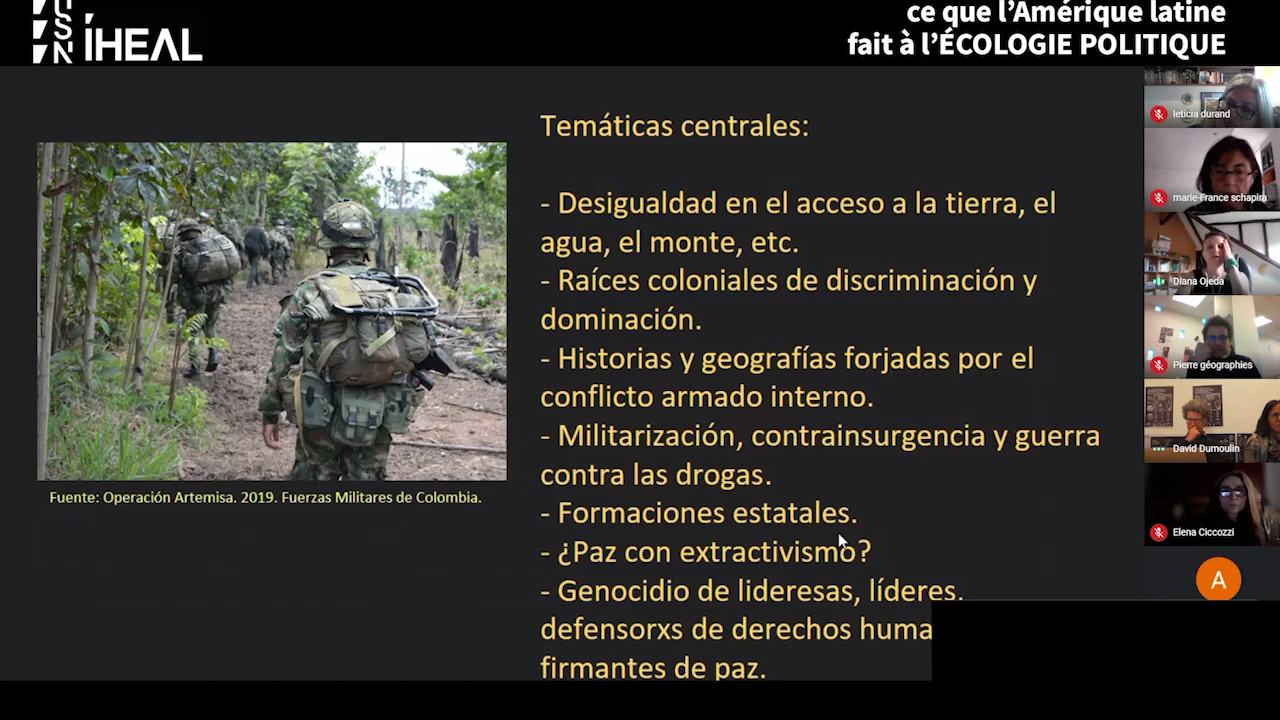 ÍHEAL
ce que l'Amérique latine
fait à l'ÉCOLOGIE POLITIQUE
Temáticas centrales:
- Desigualdad en el acceso a la tierra, el
agua, el monte, etc.
- Raíces coloniales de discriminación y
dominación.
- Historias y geografías forjadas por el
conflicto armado interno.
- Militarización, contrainsurgencia y guerra
contra las drogas.
- Formaciones estatales.
- ¿Paz con extractivismo?
- Genocidio de lideresas, líderes,
defensorxs de derechos huma
firmantes de paz.
Fuente: Operación Artemisa. 2019. Fuerzas Militares de Colombia.
leticia durand
marie-France schapira
Diana Ojeda
Pierre géographies
David Dumoulin
Elena Ciccozzi
A